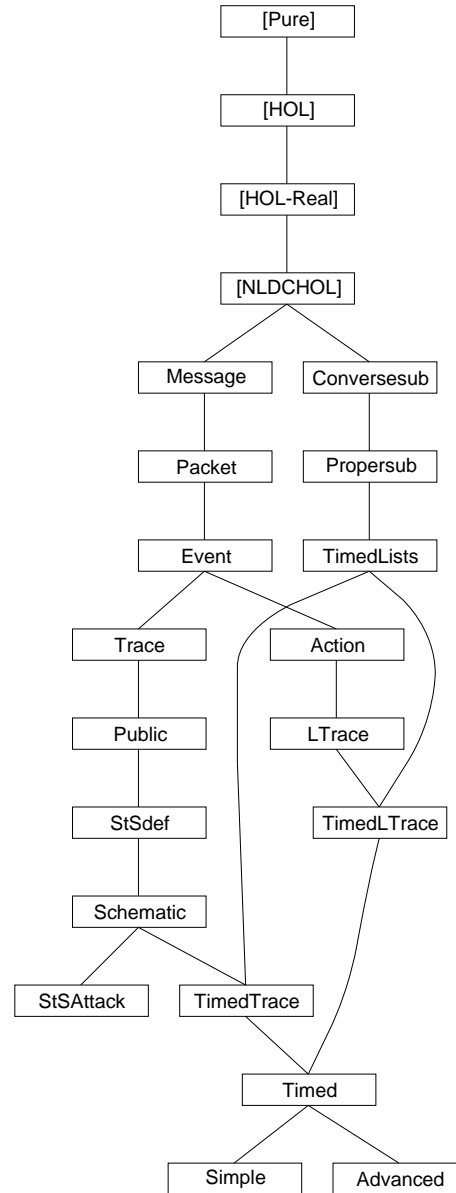 [Pure]
[HOL]
[HOL-Real]
[NLDCHOL]
Message Conversesub
Packet Propersub
Event TimedLists
Trace Action
Public LTrace
StSdef TimedLTrace
Schematic
StSAttack TimedTrace
Timed
Simple Advanced